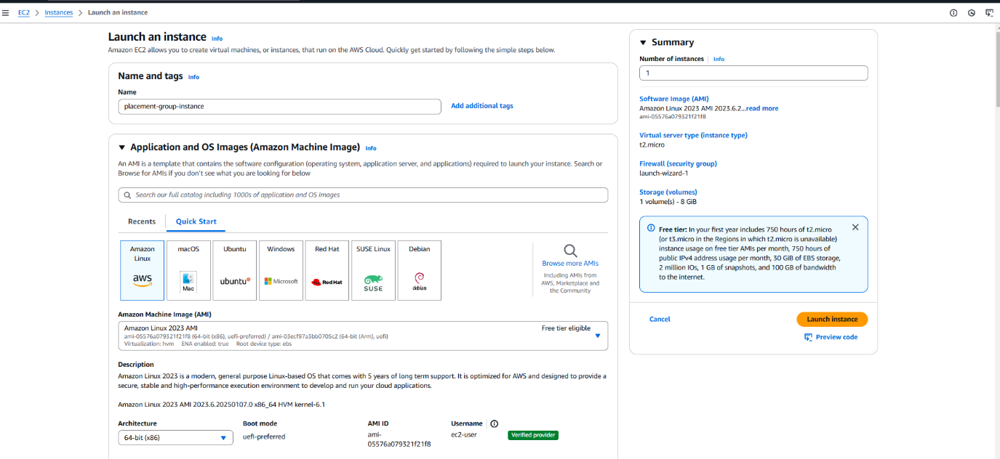 EC2 > Instances > Launch an instance
Launch an instance Info
Amazon EC2 allows you to create virtual machines, or instances, that run on the AWS Cloud. Quickly get started by following the simple steps below.
Name and tags Info
Name
placement-group-instance
Add additional tags
Application and OS Images (Amazon Machine Image) Info
An AMI is a template that contains the software configuration (operating system, application server, and applications) required to launch your instance. Search or
Browse for AMIs if you don't see what you are looking for below
Search our full catalog including 1000s of application and OS images
Recents
Quick Start
Amazon
Linux
aws
macOS
Mac
Ubuntu
ubuntu
Windows
Microsoft
Red Hat
Red Hat
SUSE Linux
SUSE
Debian
debian
Browse more AMIs
Including AMIs from
AWS, Marketplace and
the Community
Amazon Machine Image (AMI)
Amazon Linux 2023 AMI
Free tier eligible
ami-05576a079321f21f8 (64-bit (x86), uefi-preferred) / ami-03ecf97a3bb0705c2 (64-bit (Arm), uefi)
Virtualization: hvm ENA enabled: true Root device type: ebs
Description
Amazon Linux 2023 is a modern, general purpose Linux-based OS that comes with 5 years of long term support. It is optimized for AWS and designed to provide a
secure, stable and high-performance execution environment to develop and run your cloud applications.
Amazon Linux 2023 AMI 2023.6.20250107.0 x86_64 HVM kernel-6.1
Architecture
64-bit (x86)
Boot mode
uefi-preferred
AMI ID
ami-
05576a079321f21f8
Username
ec2-user
Verified provider
Summary
Number of instances Info
1
Software Image (AMI)
Amazon Linux 2023 AMI 2023.6.2...read more
ami-05576a079321f21f8
Virtual server type (instance type)
t2.micro
Firewall (security group)
launch-wizard-1
Storage (volumes)
1 volume(s) - 8 GiB
Free tier: In your first year includes 750 hours of t2.micro
(or t3.micro in the Regions in which t2.micro is unavailable)
instance usage on free tier AMIs per month, 750 hours of
public IPv4 address usage per month, 30 GiB of EBS storage,
2 million IOs, 1 GB of snapshots, and 100 GB of bandwidth
to the internet.
Cancel
Launch instance
Preview code